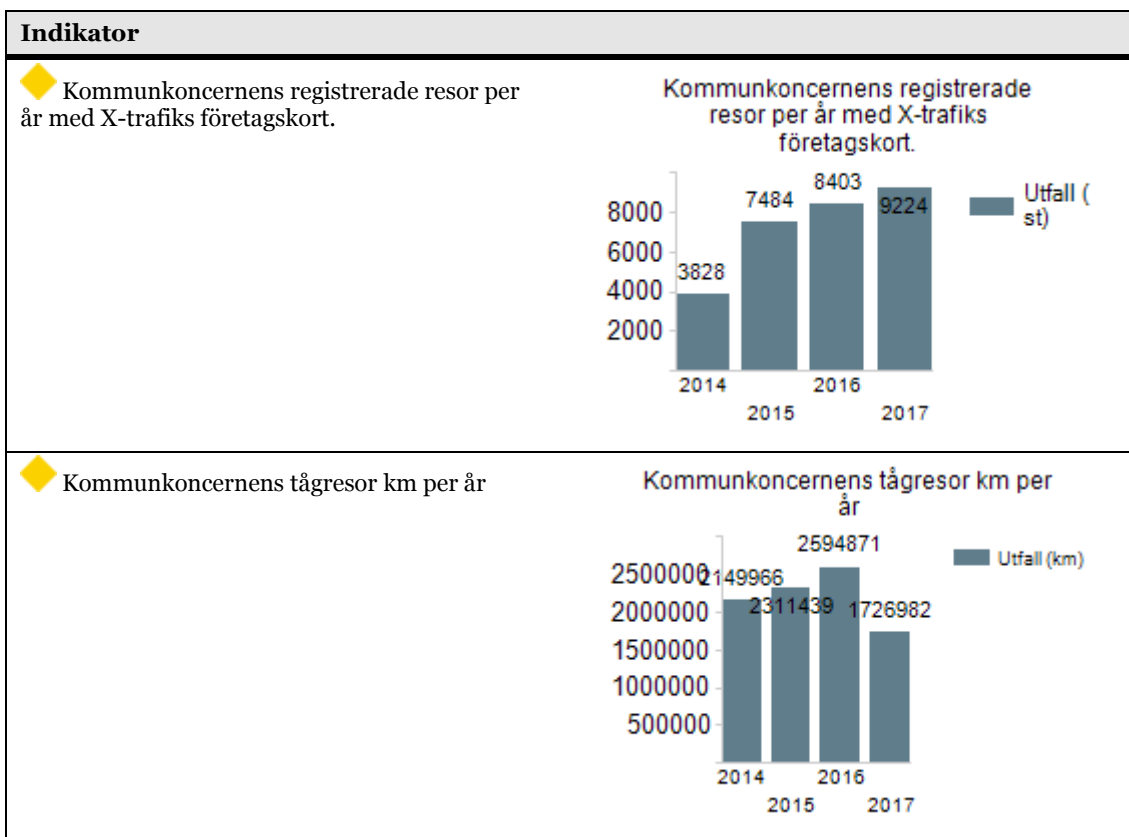 Indikator
Kommunkoncernens registrerade resor per
år med X-trafiks företagskort.
Kommunkoncernens registrerade
resor per år med X-trafiks
företagskort.
8000
6000
4000
2000
3828
7484
8403
9224
2014
2015
2016
2017
Utfall (
st)
Kommunkoncernens tågresor km per år
Kommunkoncernens tågresor km per
år
2500000
2000000
1500000
1000000
500000
2149966
2311439
2594871
1726982
2014
2015
2016
2017
Utfall (km)